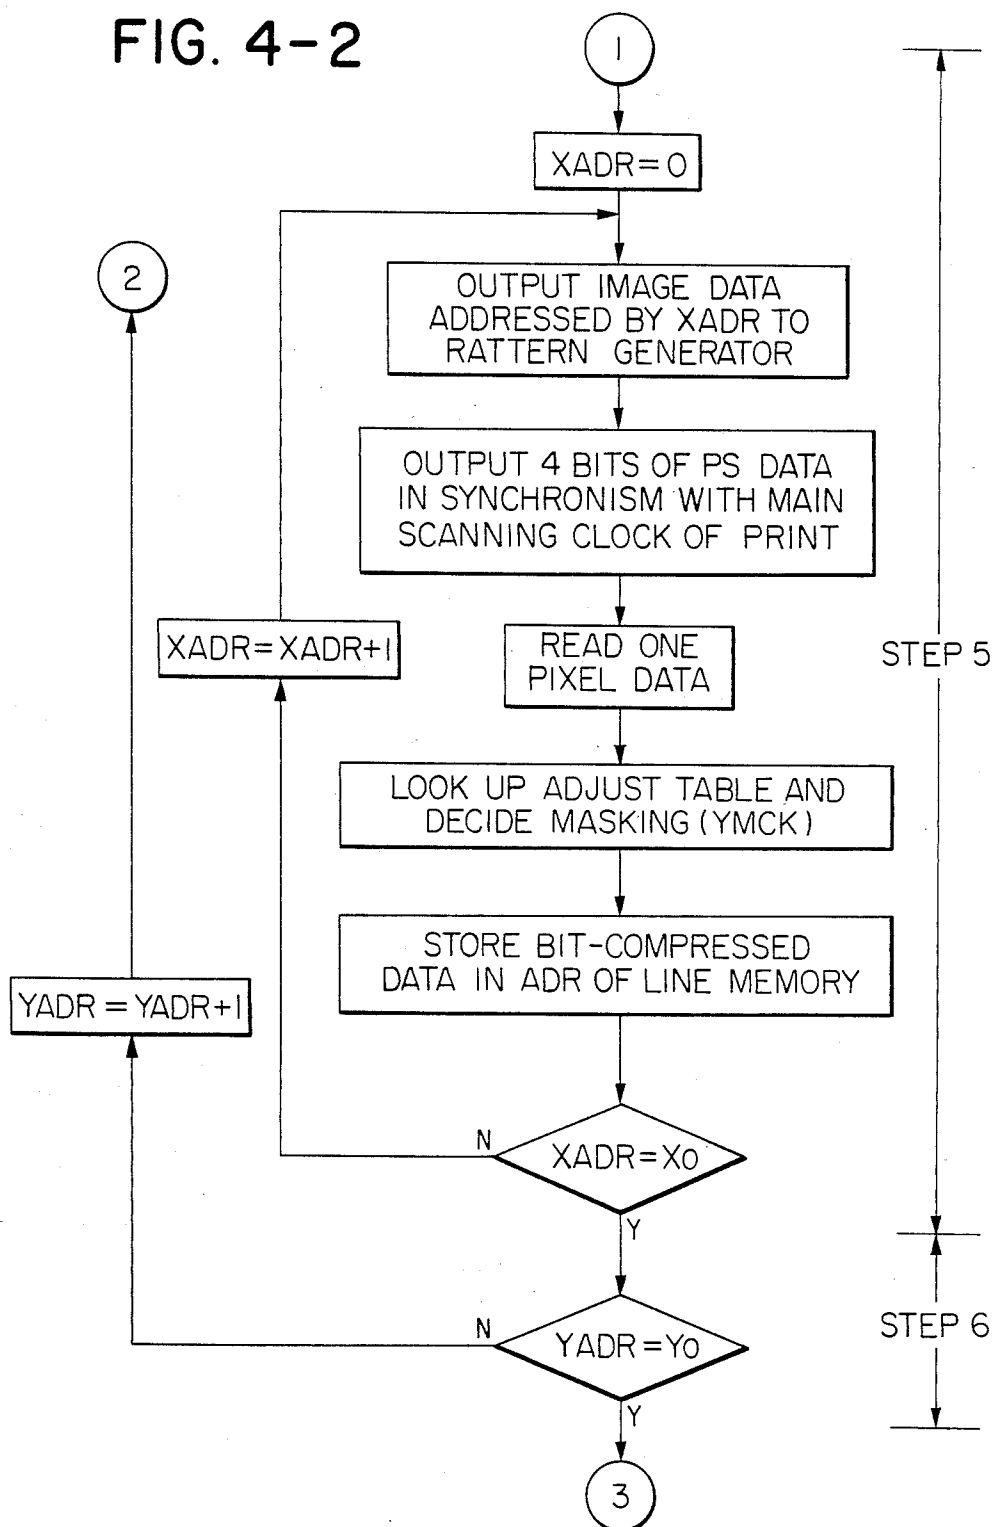 FIG. 4-2
1
XADR=0
2
OUTPUT IMAGE DATA
ADDRESSED BY XADR TO
RATTERN GENERATOR
OUTPUT 4 BITS OF PS DATA
IN SYNCHRONISM WITH MAIN
SCANNING CLOCK OF PRINT
XADR=XADR+1
READ ONE
PIXEL DATA
STEP 5
LOOK UP ADJUST TABLE AND
DECIDE MASKING (YMCK)
STORE BIT-COMPRESSED
DATA IN ADR OF LINE MEMORY
YADR=YADR+1
N
XADR=X0
Y
N
YADR=Y0
STEP 6
Y
3